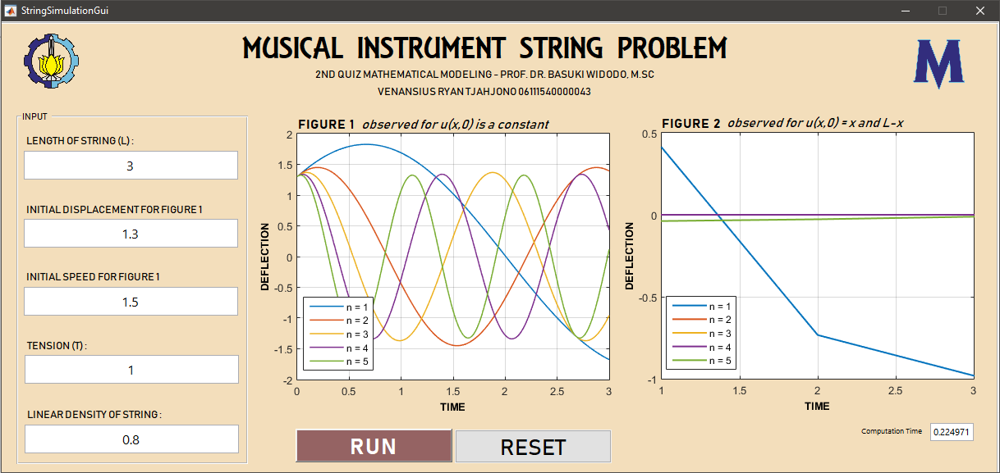 StringSimulationGui
MUSICAL INSTRUMENT STRING PROBLEM
2ND QUIZ MATHEMATICAL MODELING - PROF. DR. BASUKI WIDODO, M.SC
VENANSIUS RYAN TJAHJONO 06111540000043
M
INPUT
LENGTH OF STRING (L) :
3
INITIAL DISPLACEMENT FOR FIGURE 1
1.3
INITIAL SPEED FOR FIGURE 1
1.5
TENSION (T) :
1
LINEAR DENSITY OF STRING :
0.8
FIGURE 1 observed for u(x,0) is a constant
DEFLECTION
2
1.5
1
0.5
0
-0.5
-1
-1.5
-2
n = 1
n = 2
n = 3
n = 4
n = 5
0 0.5 1 1.5 2 2.5 3
TIME
FIGURE 2 observed for u(x,0) = x and L-x
DEFLECTION
0.5
0
-0.5
-1
n = 1
n = 2
n = 3
n = 4
n = 5
1 1.5 2 2.5 3
TIME
RUN
RESET
Computation Time 0.224971